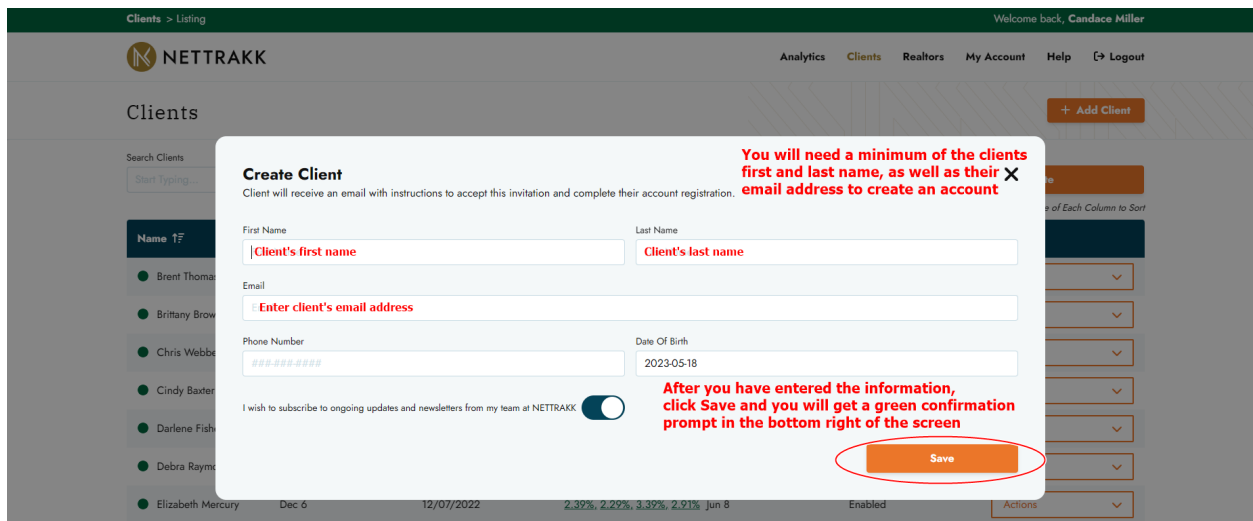 Clients > Listing
Welcome back, Candace Miller
NETTRAKK
Analytics Clients Realtors My Account Help Logout
Clients
+ Add Client
Search Clients
Start Typing...
You will need a minimum of the clients
first and last name, as well as their
email address to create an account
Create Client
Client will receive an email with instructions to accept this invitation and complete their account registration.
of Each Column to Sort
First Name
Last Name
Name
Client's first name
Client's last name
Brent Thomas
Email
Enter client's email address
Brittany Brow
Phone Number
Date Of Birth
Chris Webbe
###-###-####
2023-05-18
Cindy Baxter
After you have entered the information,
click Save and you will get a green confirmation
prompt in the bottom right of the screen
I wish to subscribe to ongoing updates and newsletters from my team at NETTRAKK
Darlene Fish
Save
Debra Raymo
Elizabeth Mercury Dec 6 12/07/2022 2.39%, 2.29%, 3.39%, 2.91% Jun 8 Enabled Actions